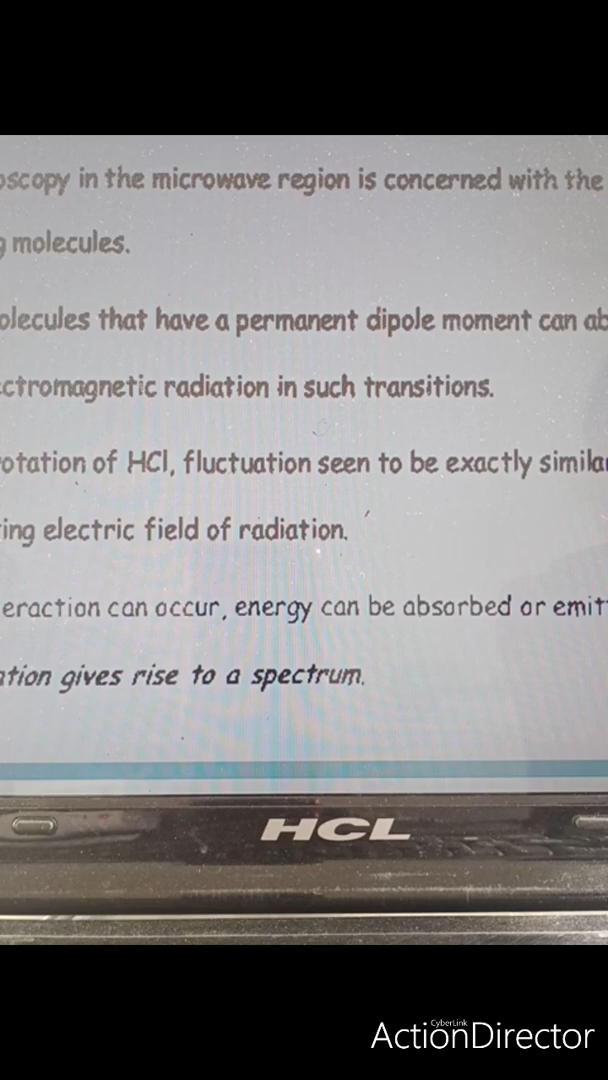 oscopy in the microwave region is concerned with the
g molecules.
olecules that have a permanent dipole moment can ab
ctromagnetic radiation in such transitions.
otation of HCl, fluctuation seen to be exactly simila
ing electric field of radiation.
eraction can occur, energy can be absorbed or emit
ation gives rise to a spectrum.
HCL
CyberLink
ActionDirector